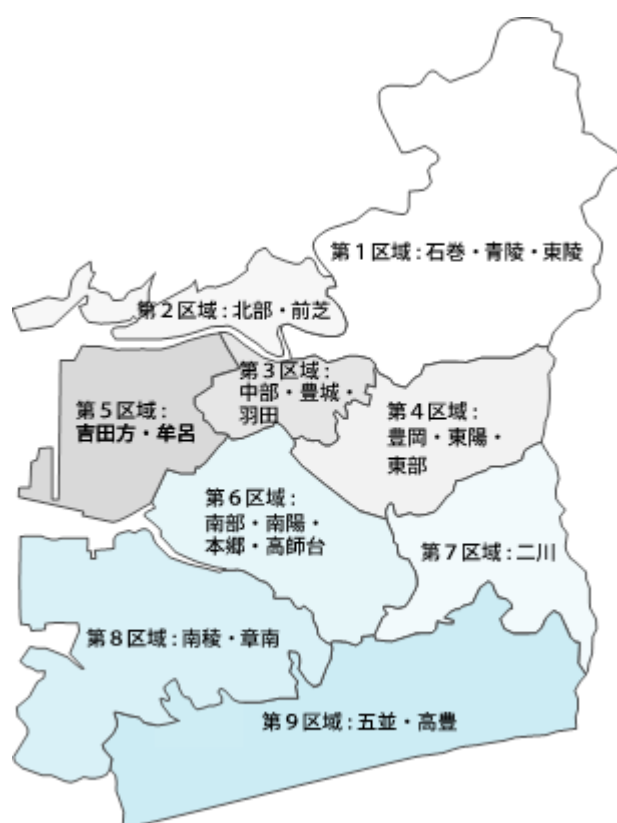 第1区域：石巻・青陵・東陵
第2区域：北部・前芝
第3区域：
中部・豊城・
羽田
第4区域：
豊岡・東陽・
東部
第5区域：
吉田方・牟呂
第6区域：
南部・南陽・
本郷・高師台
第7区域：二川
第8区域：南稜・章南
第9区域：五並・高豊